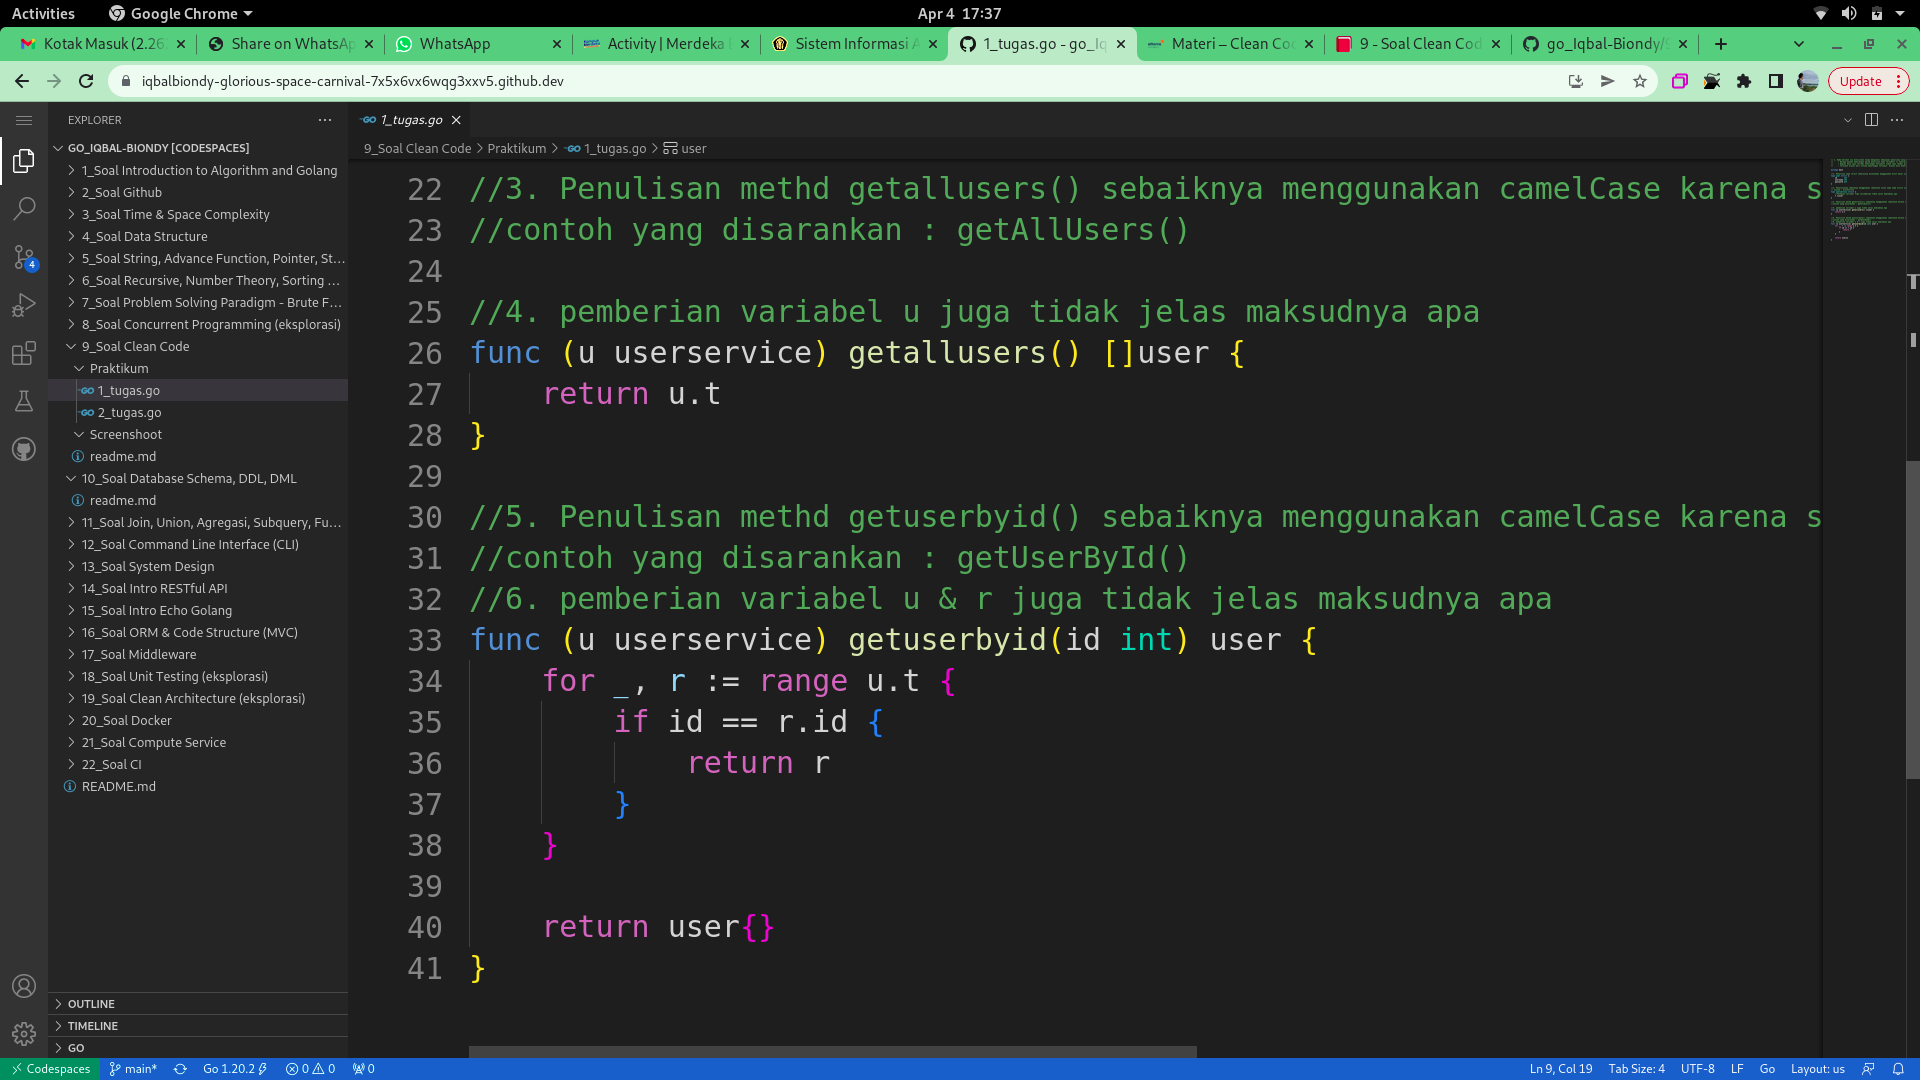 Activities
Google Chrome
Apr 4 17:37
Kotak Masuk (2.26
Share on WhatsAp
WhatsApp
Activity | Merdeka
Sistem Informasi A
1_tugas.go - go_Iq
Materi – Clean Co
9 - Soal Clean Cod
go_Iqbal-Biondy/9
iqbalbiondy-glorious-space-carnival-7x5x6vx6wqg3xxv5.github.dev
Update
EXPLORER
GO_IQBAL-BIONDY [CODESPACES]
1_Soal Introduction to Algorithm and Golang
2_Soal Github
3_Soal Time & Space Complexity
4_Soal Data Structure
5_Soal String, Advance Function, Pointer, St...
6_Soal Recursive, Number Theory, Sorting ...
7_Soal Problem Solving Paradigm - Brute F...
8_Soal Concurrent Programming (eksplorasi)
9_Soal Clean Code
Praktikum
1_tugas.go
2_tugas.go
Screenshoot
readme.md
10_Soal Database Schema, DDL, DML
readme.md
11_Soal Join, Union, Agregasi, Subquery, Fu...
12_Soal Command Line Interface (CLI)
13_Soal System Design
14_Soal Intro RESTful API
15_Soal Intro Echo Golang
16_Soal ORM & Code Structure (MVC)
17_Soal Middleware
18_Soal Unit Testing (eksplorasi)
19_Soal Clean Architecture (eksplorasi)
20_Soal Docker
21_Soal Compute Service
22_Soal CI
README.md
OUTLINE
TIMELINE
GO
4
1_tugas.go
9_Soal Clean Code > Praktikum > 1_tugas.go > user
22 //3. Penulisan methd getallusers() sebaiknya menggunakan camelCase karena s
23 //contoh yang disarankan : getAllUsers()
24
25 //4. pemberian variabel u juga tidak jelas maksudnya apa
26 func (u userservice) getallusers() []user {
27     return u.t
28 }
29
30 //5. Penulisan methd getuserbyid() sebaiknya menggunakan camelCase karena s
31 //contoh yang disarankan : getUserById()
32 //6. pemberian variabel u & r juga tidak jelas maksudnya apa
33 func (u userservice) getuserbyid(id int) user {
34     for _, r := range u.t {
35         if id == r.id {
36             return r
37         }
38     }
39
40     return user{}
41 }
Codespaces
main*
Go 1.20.2
0
0
0
Ln 9, Col 19
Tab Size: 4
UTF-8
LF
Go
Layout: us